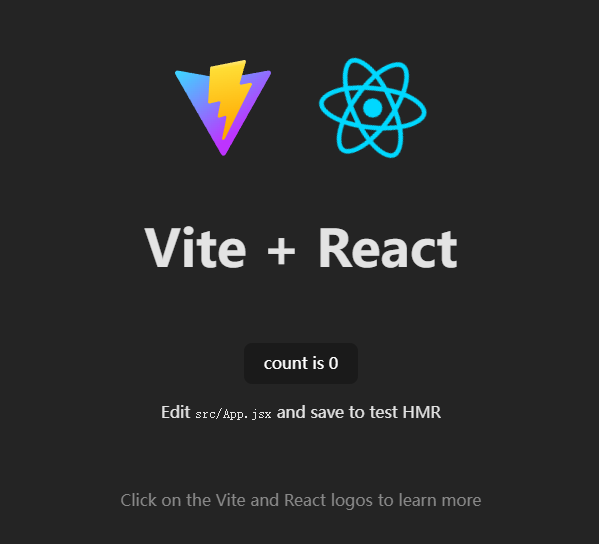 Vite + React
count is 0
Edit src/App.jsx and save to test HMR
Click on the Vite and React logos to learn more